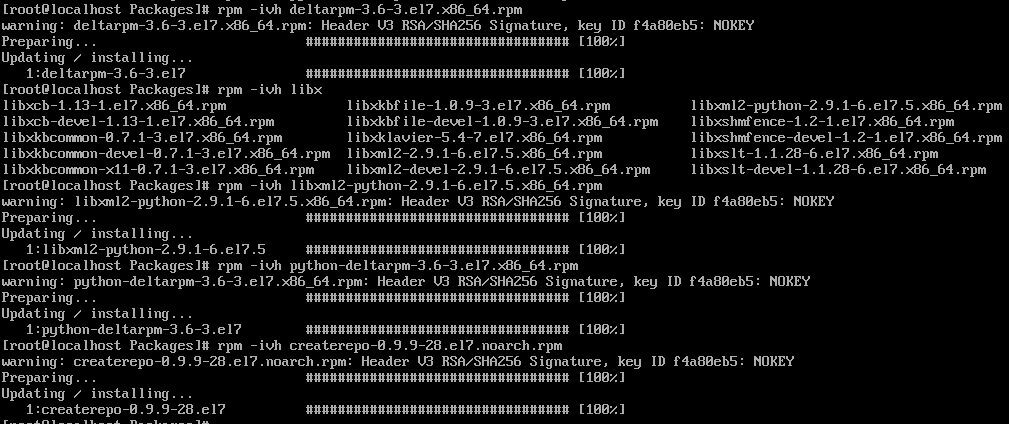 [root@localhost Packages]# rpm -ivh deltarpm-3.6-3.el7.x86_64.rpm
warning: deltarpm-3.6-3.el7.x86_64.rpm: Header V3 RSA/SHA256 Signature, key ID f4a80eb5: NOKEY
Preparing...                          ################################# [100%]
Updating / installing...
   1:deltarpm-3.6-3.el7               ################################# [100%]
[root@localhost Packages]# rpm -ivh libx
libxcb-1.13-1.el7.x86_64.rpm               libxkbfile-1.0.9-3.el7.x86_64.rpm          libxml2-python-2.9.1-6.el7.5.x86_64.rpm
libxcb-devel-1.13-1.el7.x86_64.rpm         libxkbfile-devel-1.0.9-3.el7.x86_64.rpm    libxshmfence-1.2-1.el7.x86_64.rpm
libxkbcommon-0.7.1-3.el7.x86_64.rpm        libxklavier-5.4-7.el7.x86_64.rpm           libxshmfence-devel-1.2-1.el7.x86_64.rpm
libxkbcommon-devel-0.7.1-3.el7.x86_64.rpm  libxml2-2.9.1-6.el7.5.x86_64.rpm           libxslt-1.1.28-6.el7.x86_64.rpm
libxkbcommon-x11-0.7.1-3.el7.x86_64.rpm    libxml2-devel-2.9.1-6.el7.5.x86_64.rpm     libxslt-devel-1.1.28-6.el7.x86_64.rpm
[root@localhost Packages]# rpm -ivh libxml2-python-2.9.1-6.el7.5.x86_64.rpm
warning: libxml2-python-2.9.1-6.el7.5.x86_64.rpm: Header V3 RSA/SHA256 Signature, key ID f4a80eb5: NOKEY
Preparing...                          ################################# [100%]
Updating / installing...
   1:libxml2-python-2.9.1-6.el7.5     ################################# [100%]
[root@localhost Packages]# rpm -ivh python-deltarpm-3.6-3.el7.x86_64.rpm
warning: python-deltarpm-3.6-3.el7.x86_64.rpm: Header V3 RSA/SHA256 Signature, key ID f4a80eb5: NOKEY
Preparing...                          ################################# [100%]
Updating / installing...
   1:python-deltarpm-3.6-3.el7        ################################# [100%]
[root@localhost Packages]# rpm -ivh createrepo-0.9.9-28.el7.noarch.rpm
warning: createrepo-0.9.9-28.el7.noarch.rpm: Header V3 RSA/SHA256 Signature, key ID f4a80eb5: NOKEY
Preparing...                          ################################# [100%]
Updating / installing...
   1:createrepo-0.9.9-28.el7          ################################# [100%]
[root@localhost Packages]#